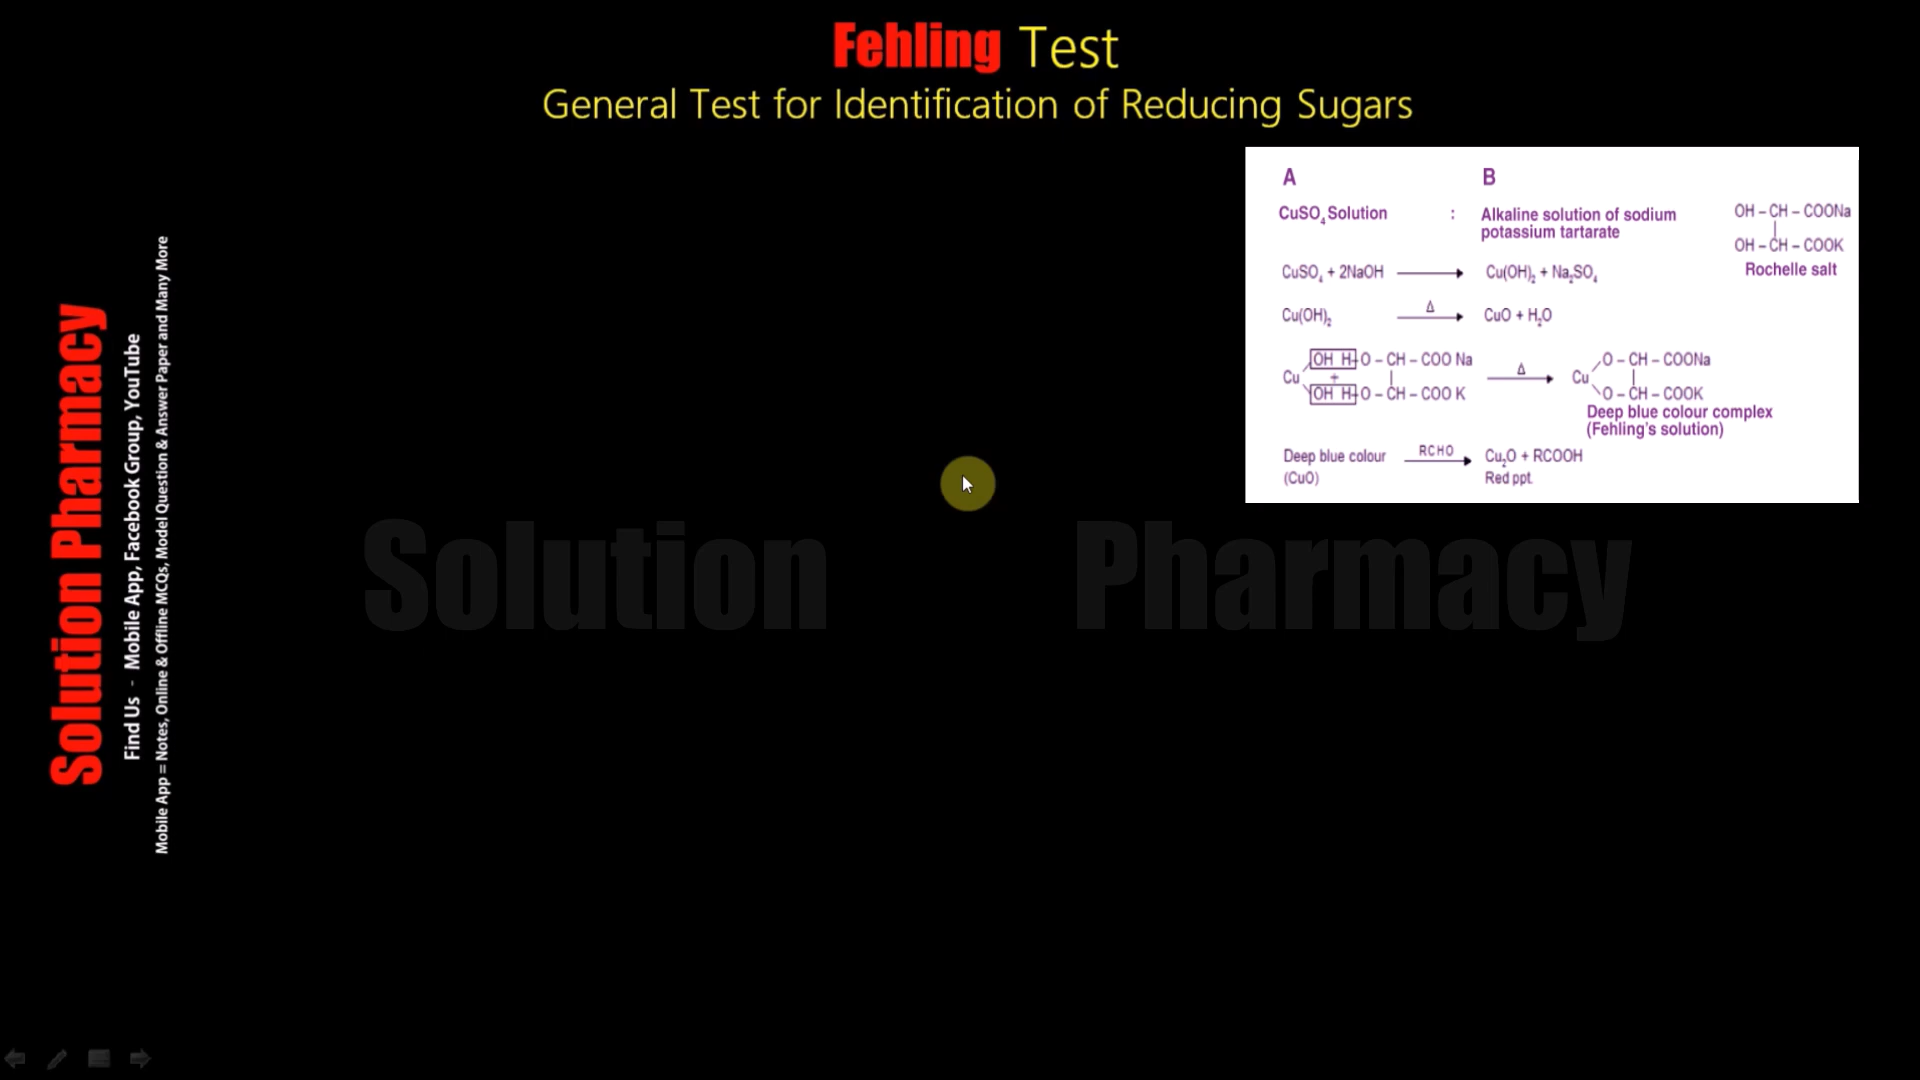 Fehling Test
General Test for Identification of Reducing Sugars
Solution Pharmacy
Find Us - Mobile App, Facebook Group, YouTube
Mobile App = Notes, Online & Offline MCQs, Model Question & Answer Paper and Many More
A B
CuSO₄ Solution : Alkaline solution of sodium
potassium tartarate
OH – CH – COONa
OH – CH – COOK
Rochelle salt
CuSO₄ + 2NaOH ⟶ Cu(OH)₂ + Na₂SO₄
Cu(OH)₂ Δ⟶ CuO + H₂O
OH H O – CH – COO Na Δ O – CH – COONa
Cu + ⟶ Cu
OH H O – CH – COO K O – CH – COOK
Deep blue colour complex
(Fehling's solution)
Deep blue colour RCHO⟶ Cu₂O + RCOOH
(CuO) Red ppt.
Solution Pharmacy